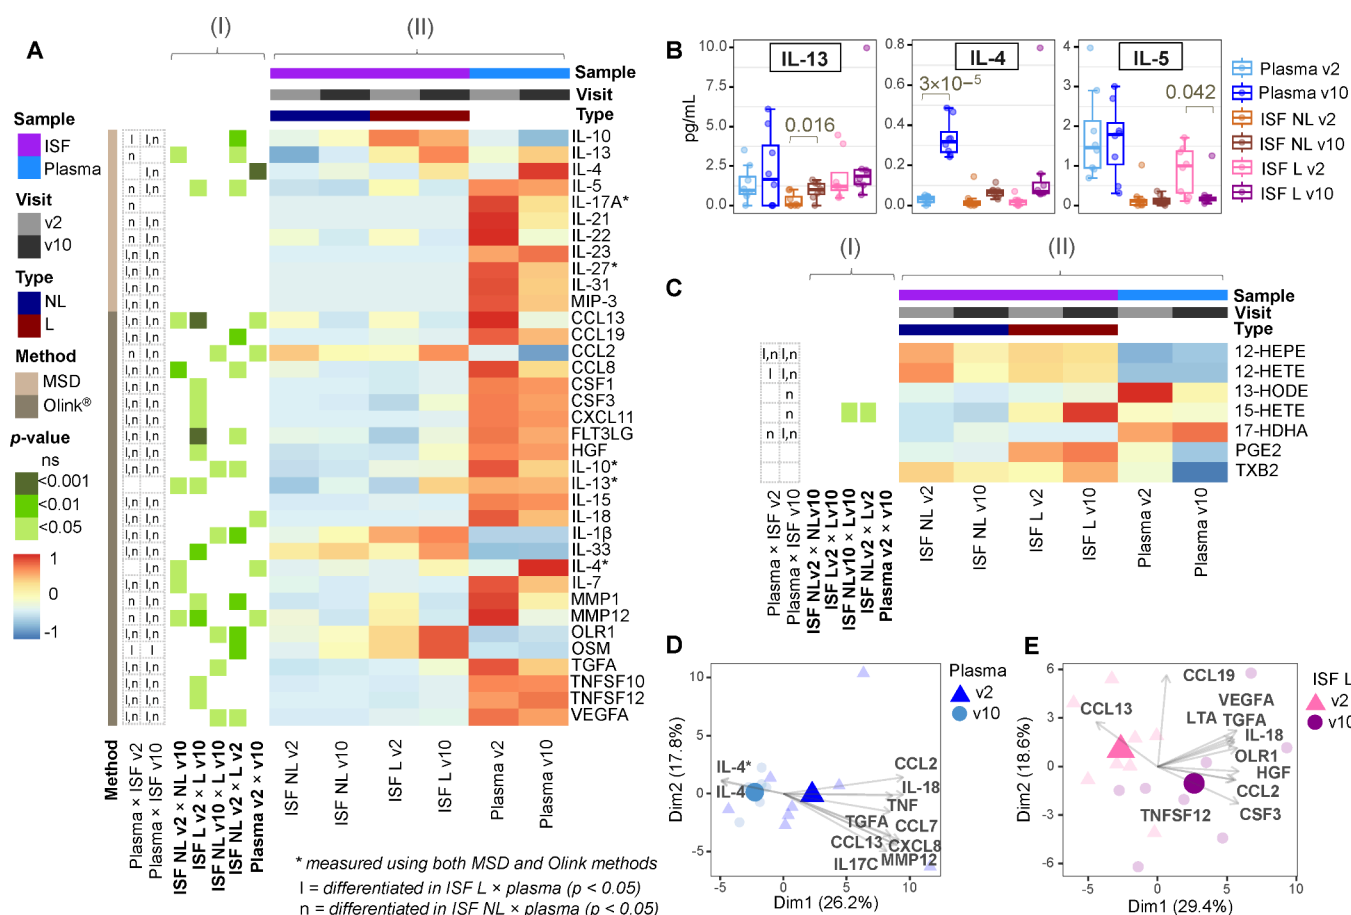 A
(I)
(II)
Sample
Visit
Type
Sample
ISF
Plasma
Visit
v2
v10
Type
NL
L
Method
MSD
Olink®
p-value
ns
<0.001
<0.01
<0.05
1
0
-1
IL-10
IL-13
IL-4
IL-5
IL-17A*
IL-21
IL-22
IL-23
IL-27*
IL-31
MIP-3
CCL13
CCL19
CCL2
CCL8
CSF1
CSF3
CXCL11
FLT3LG
HGF
IL-10*
IL-13*
IL-15
IL-18
IL-1β
IL-33
IL-4*
IL-7
MMP1
MMP12
OLR1
OSM
TGFA
TNFSF10
TNFSF12
VEGFA
Method
Plasma × ISF v2
Plasma × ISF v10
ISF NL v2 × NL v10
ISF L v2 × L v10
ISF NL v10 × L v10
ISF NL v2 × L v2
Plasma v2 × v10
ISF NL v2
ISF NL v10
ISF L v2
ISF L v10
Plasma v2
Plasma v10
* measured using both MSD and Olink methods
l = differentiated in ISF L × plasma (p < 0.05)
n = differentiated in ISF NL × plasma (p < 0.05)
B
pg/mL
10.0
7.5
5.0
2.5
0.0
IL-13
0.016
0.8
0.6
0.4
0.2
0.0
IL-4
3×10⁻⁵
4
3
2
1
0
IL-5
0.042
Plasma v2
Plasma v10
ISF NL v2
ISF NL v10
ISF L v2
ISF L v10
C
(I)
(II)
Sample
Visit
Type
l,n l,n 12-HEPE
l l,n 12-HETE
n 13-HODE
n 15-HETE
n l,n 17-HDHA
PGE2
TXB2
Plasma × ISF v2
Plasma × ISF v10
ISF NLv2 × NLv10
ISF Lv2 × Lv10
ISF NLv10 × Lv10
ISF NLv2 × Lv2
Plasma v2 × v10
ISF NL v2
ISF NL v10
ISF L v2
ISF L v10
Plasma v2
Plasma v10
D
Plasma
v2
v10
Dim2 (17.8%)
10
5
0
-5
IL-4*
IL-4
CCL2
IL-18
TNF
TGFA
CCL7
CCL13
CXCL8
IL17C
MMP12
-5
0
5
10
Dim1 (26.2%)
E
ISF L
v2
v10
Dim2 (18.6%)
6
3
0
-3
-6
CCL19
CCL13
VEGFA
LTA
TGFA
IL-18
OLR1
HGF
CCL2
TNFSF12
CSF3
-5
0
5
10
Dim1 (29.4%)